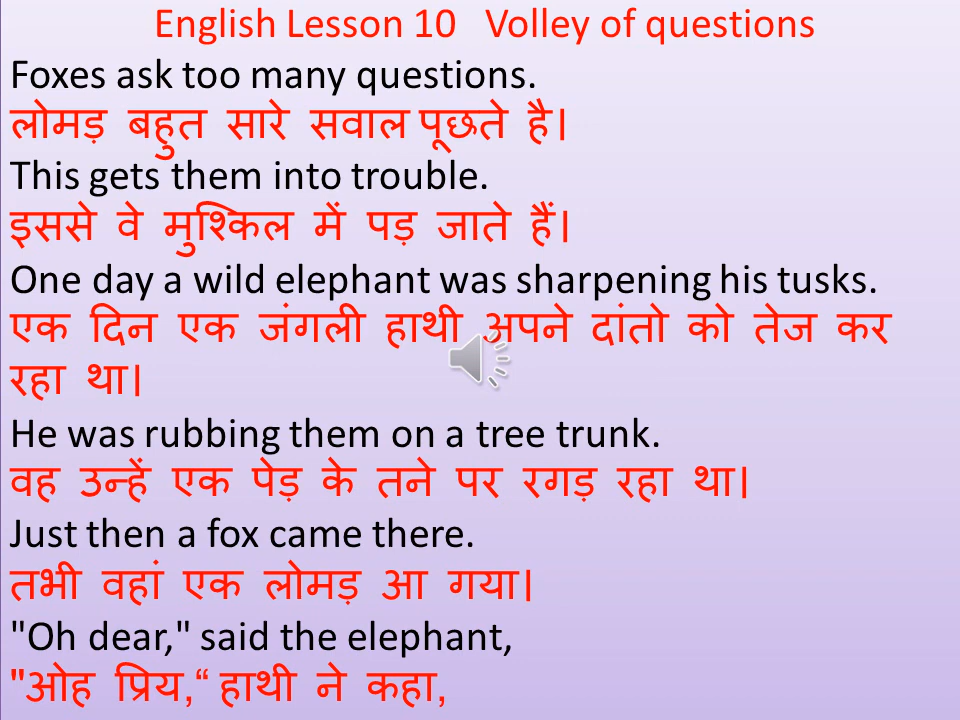 English Lesson 10 Volley of questions
Foxes ask too many questions.
लोमड़ बहुत सारे सवाल पूछते है।
This gets them into trouble.
इससे वे मुश्किल में पड़ जाते हैं।
One day a wild elephant was sharpening his tusks.
एक दिन एक जंगली हाथी अपने दांतो को तेज कर
रहा था।
He was rubbing them on a tree trunk.
वह उन्हें एक पेड़ के तने पर रगड़ रहा था।
Just then a fox came there.
तभी वहां एक लोमड़ आ गया।
"Oh dear," said the elephant,
"ओह प्रिय,“ हाथी ने कहा,